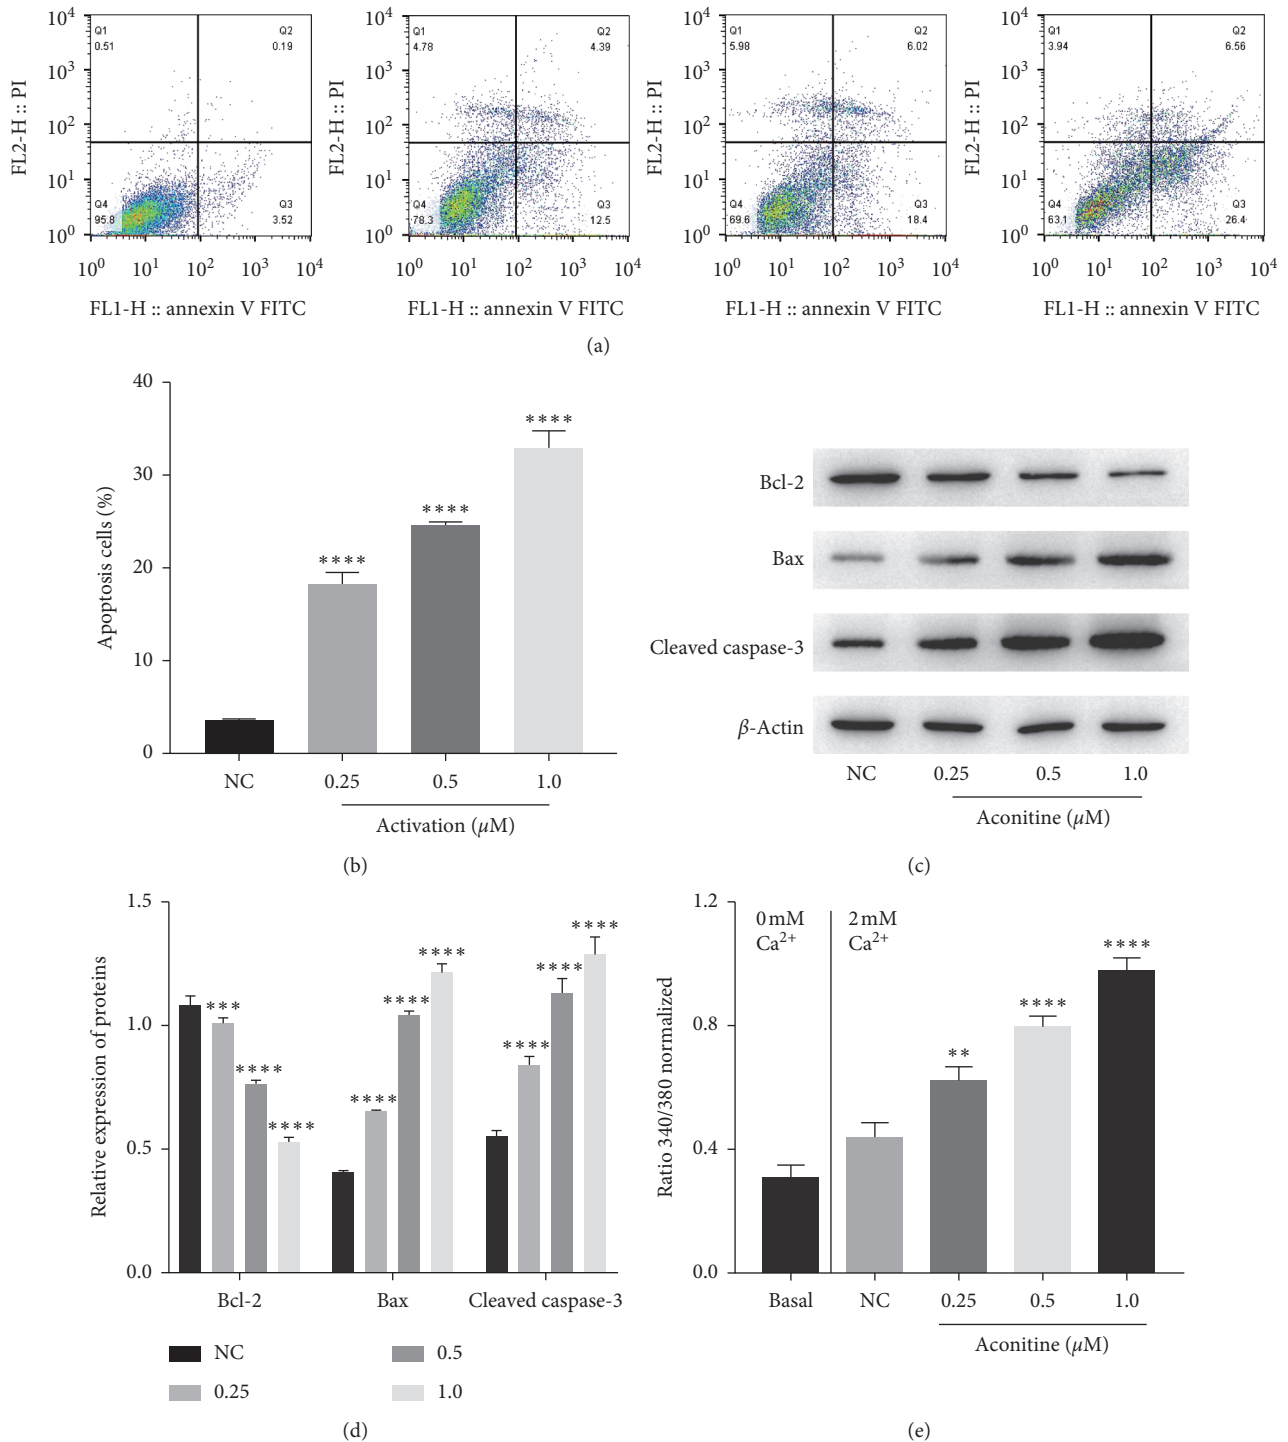 10⁴
10³
10²
10¹
10⁰
FL2-H :: PI
Q1
0.51
Q2
0.19
Q4
95.8
Q3
3.52
10⁰ 10¹ 10² 10³ 10⁴
FL1-H :: annexin V FITC
10⁴
10³
10²
10¹
10⁰
FL2-H :: PI
Q1
4.78
Q2
4.39
Q4
78.3
Q3
12.5
10⁰ 10¹ 10² 10³ 10⁴
FL1-H :: annexin V FITC
10⁴
10³
10²
10¹
10⁰
FL2-H :: PI
Q1
5.98
Q2
6.02
Q4
69.6
Q3
18.4
10⁰ 10¹ 10² 10³ 10⁴
FL1-H :: annexin V FITC
10⁴
10³
10²
10¹
10⁰
FL2-H :: PI
Q1
3.94
Q2
6.56
Q4
63.1
Q3
26.4
10⁰ 10¹ 10² 10³ 10⁴
FL1-H :: annexin V FITC
(a)
40
30
20
10
0
Apoptosis cells (%)
****
****
****
NC 0.25 0.5 1.0
Activation (μM)
(b)
Bcl-2
Bax
Cleaved caspase-3
β-Actin
NC 0.25 0.5 1.0
Aconitine (μM)
(c)
1.5
1.0
0.5
0.0
Relative expression of proteins
***
****
****
****
****
****
****
****
****
Bcl-2 Bax Cleaved caspase-3
NC
0.25
0.5
1.0
(d)
1.2
0.8
0.4
0.0
Ratio 340/380 normalized
0 mM
Ca²⁺
2 mM
Ca²⁺
**
****
****
Basal NC 0.25 0.5 1.0
Aconitine (μM)
(e)